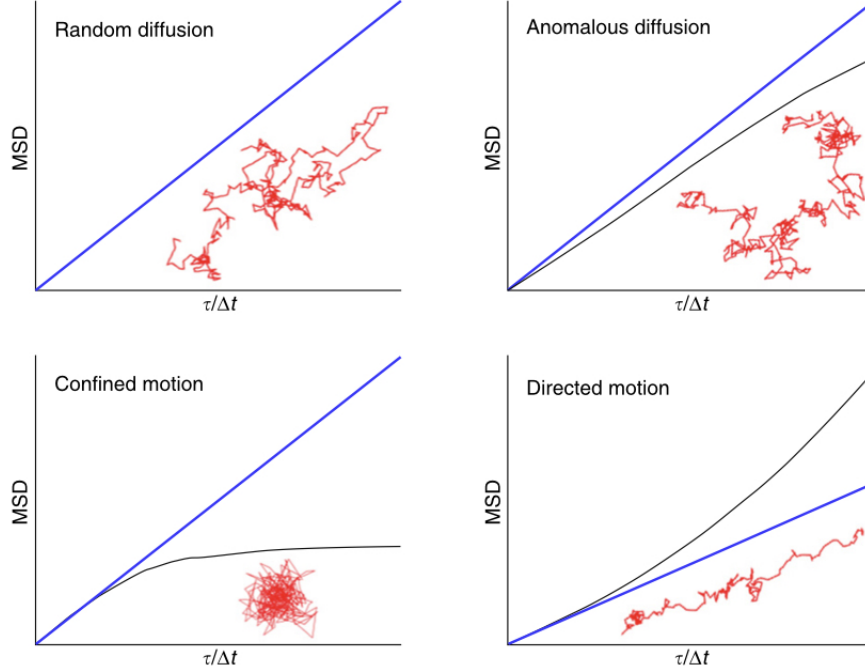 Random diffusion
MSD
τ/Δt
Anomalous diffusion
MSD
τ/Δt
Confined motion
MSD
τ/Δt
Directed motion
MSD
τ/Δt